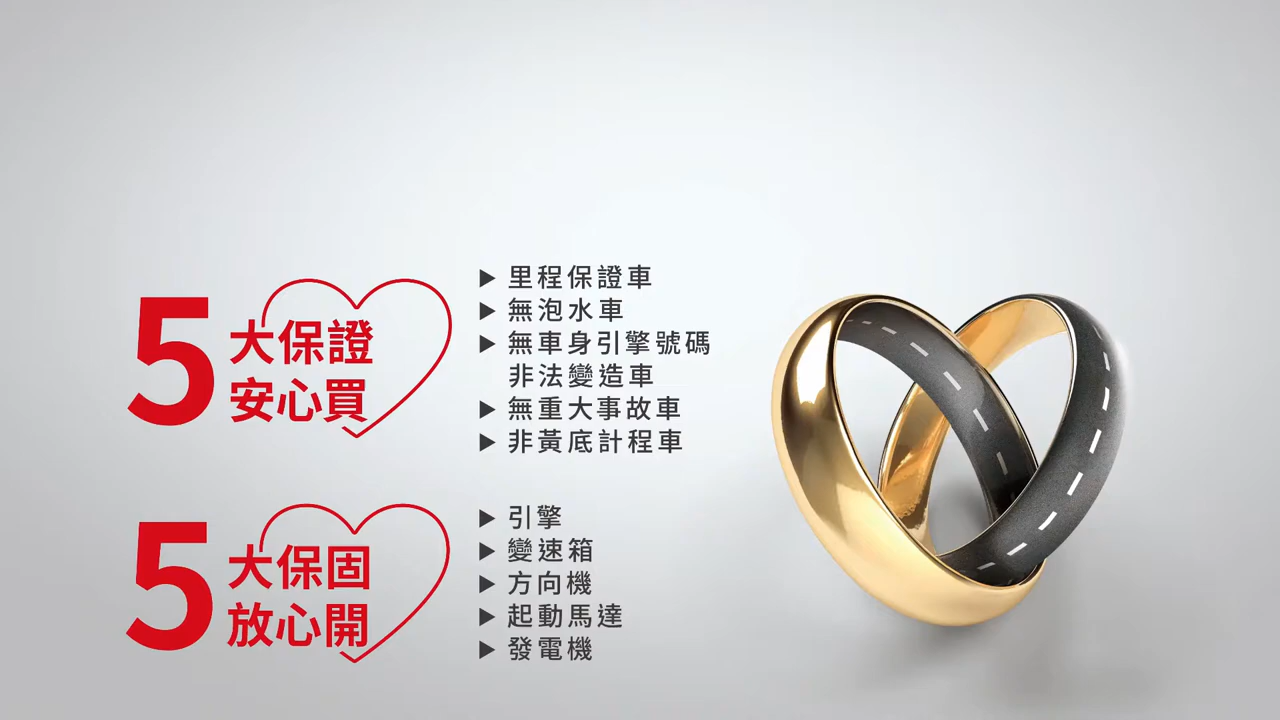 5大保證
安心買
▶ 里程保證車
▶ 無泡水車
▶ 無車身引擎號碼
非法變造車
▶ 無重大事故車
▶ 非黃底計程車
5大保固
放心開
▶ 引擎
▶ 變速箱
▶ 方向機
▶ 起動馬達
▶ 發電機